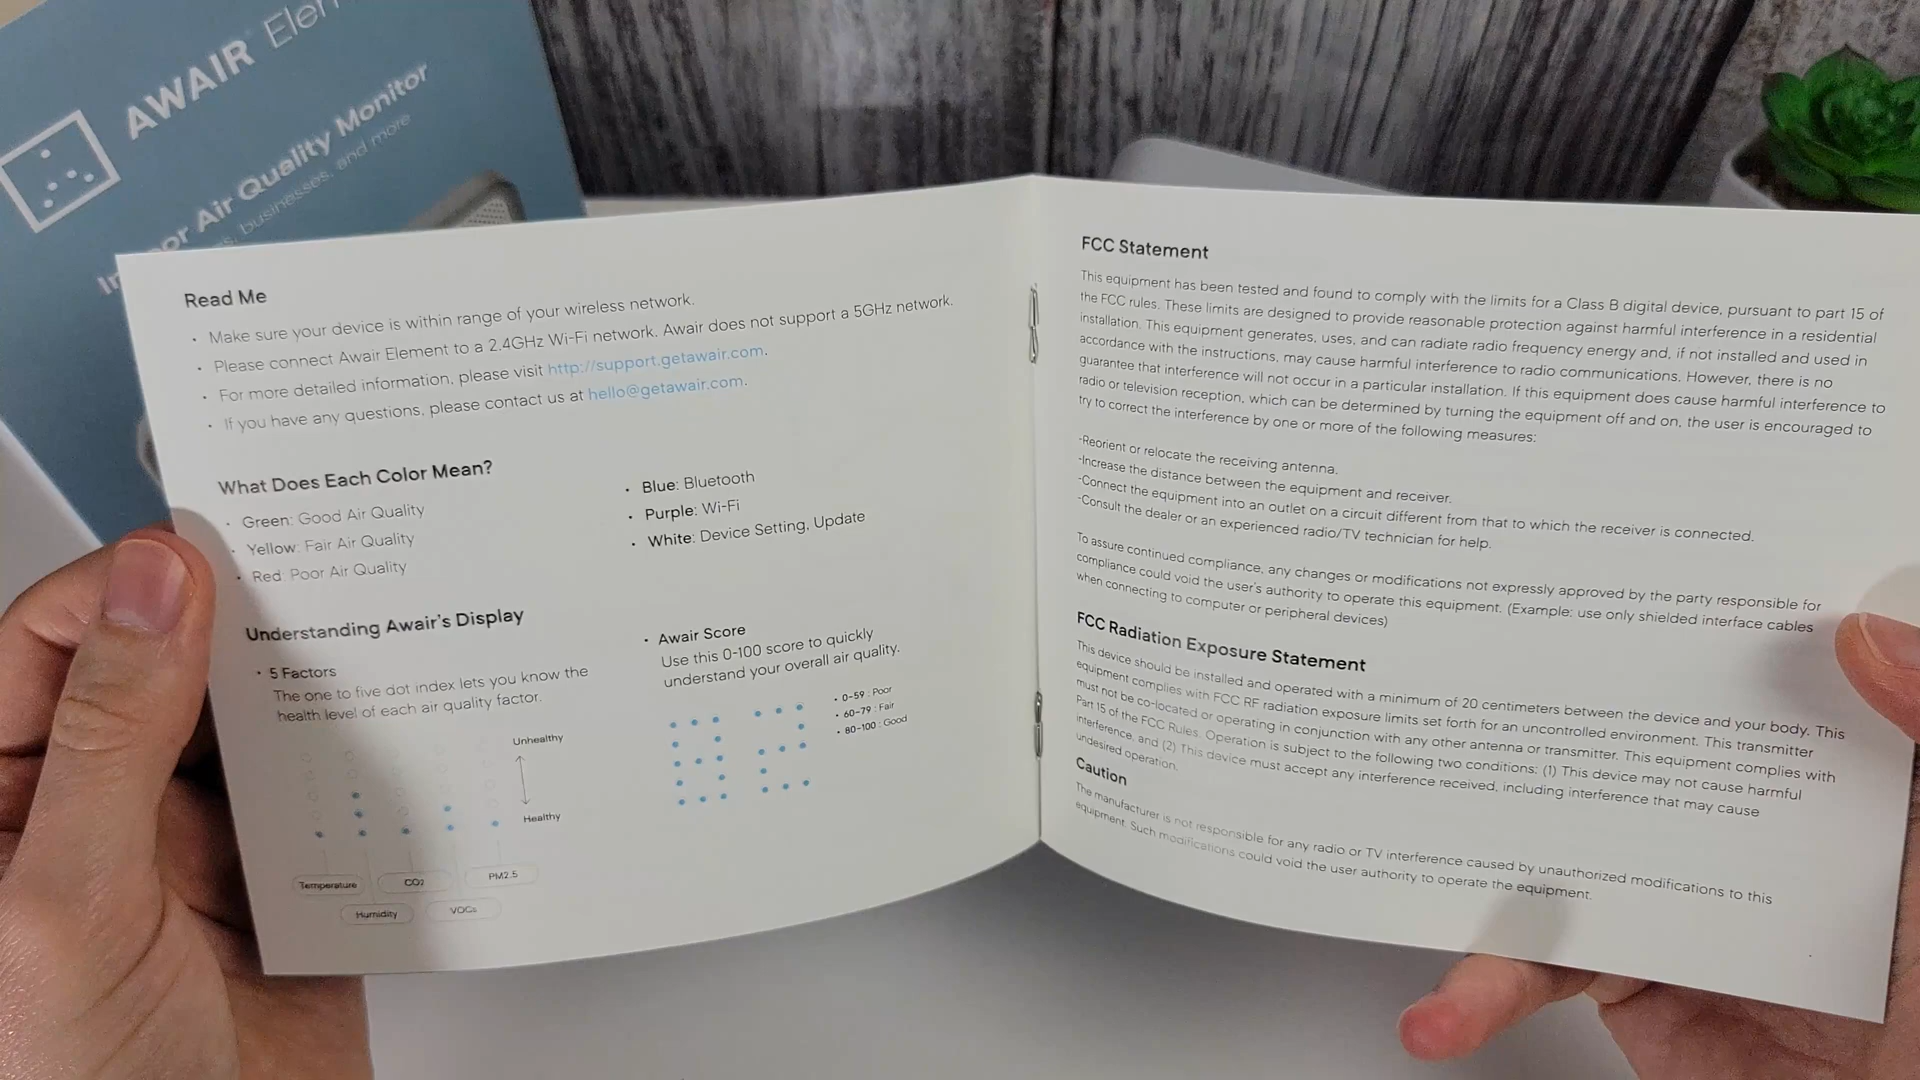 AWAIR
Air Quality Monitor
businesses, and more
Read Me
• Make sure your device is within range of your wireless network.
• Please connect Awair Element to a 2.4GHz Wi-Fi network. Awair does not support a 5GHz network.
• For more detailed information, please visit http://support.getawair.com.
• If you have any questions, please contact us at hello@getawair.com.
What Does Each Color Mean?
• Green: Good Air Quality
• Yellow: Fair Air Quality
• Red: Poor Air Quality
• Blue: Bluetooth
• Purple: Wi-Fi
• White: Device Setting, Update
Understanding Awair's Display
• 5 Factors
The one to five dot index lets you know the
health level of each air quality factor.
Unhealthy
Healthy
Temperature
CO2
PM2.5
Humidity
VOCs
• Awair Score
Use this 0-100 score to quickly
understand your overall air quality.
82
• 0-59 : Poor
• 60-79 : Fair
• 80-100 : Good
FCC Statement
This equipment has been tested and found to comply with the limits for a Class B digital device, pursuant to part 15 of
the FCC rules. These limits are designed to provide reasonable protection against harmful interference in a residential
installation. This equipment generates, uses, and can radiate radio frequency energy and, if not installed and used in
accordance with the instructions, may cause harmful interference to radio communications. However, there is no
guarantee that interference will not occur in a particular installation. If this equipment does cause harmful interference to
radio or television reception, which can be determined by turning the equipment off and on, the user is encouraged to
try to correct the interference by one or more of the following measures:
-Reorient or relocate the receiving antenna.
-Increase the distance between the equipment and receiver.
-Connect the equipment into an outlet on a circuit different from that to which the receiver is connected.
-Consult the dealer or an experienced radio/TV technician for help.
To assure continued compliance, any changes or modifications not expressly approved by the party responsible for
compliance could void the user's authority to operate this equipment. (Example: use only shielded interface cables
when connecting to computer or peripheral devices)
FCC Radiation Exposure Statement
This device should be installed and operated with a minimum of 20 centimeters between the device and your body. This
equipment complies with FCC RF radiation exposure limits set forth for an uncontrolled environment. This transmitter
must not be co-located or operating in conjunction with any other antenna or transmitter. This equipment complies with
Part 15 of the FCC Rules. Operation is subject to the following two conditions: (1) This device may not cause harmful
interference, and (2) This device must accept any interference received, including interference that may cause
undesired operation.
Caution
The manufacturer is not responsible for any radio or TV interference caused by unauthorized modifications to this
equipment. Such modifications could void the user authority to operate the equipment.